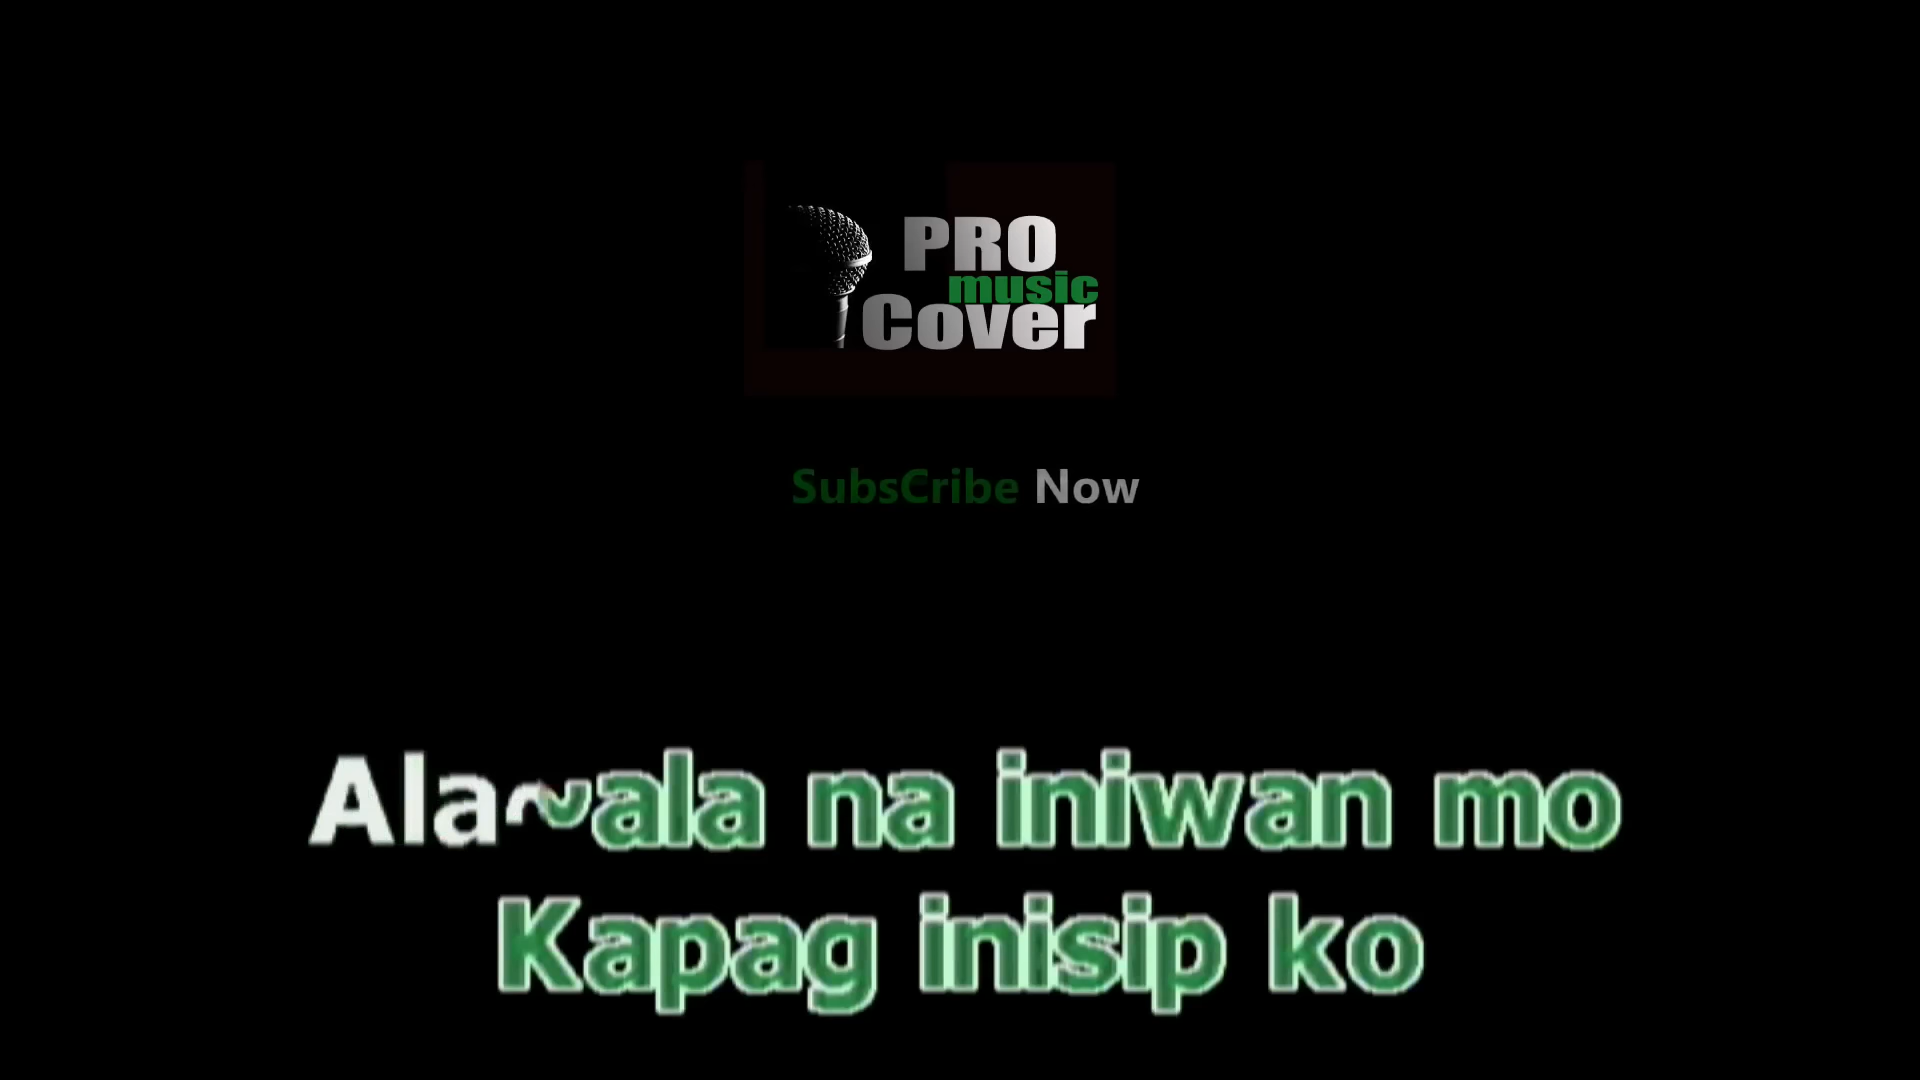 PRO
music
Cover
SubsCribe Now
Ala~ala na iniwan mo
Kapag inisip ko